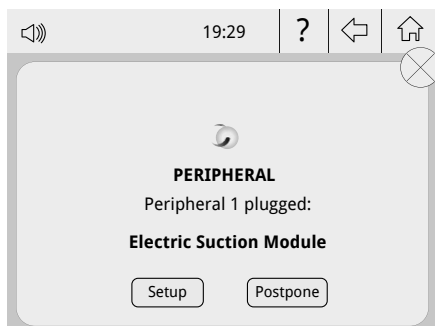 19:29 ?
PERIPHERAL
Peripheral 1 plugged:
Electric Suction Module
Setup Postpone